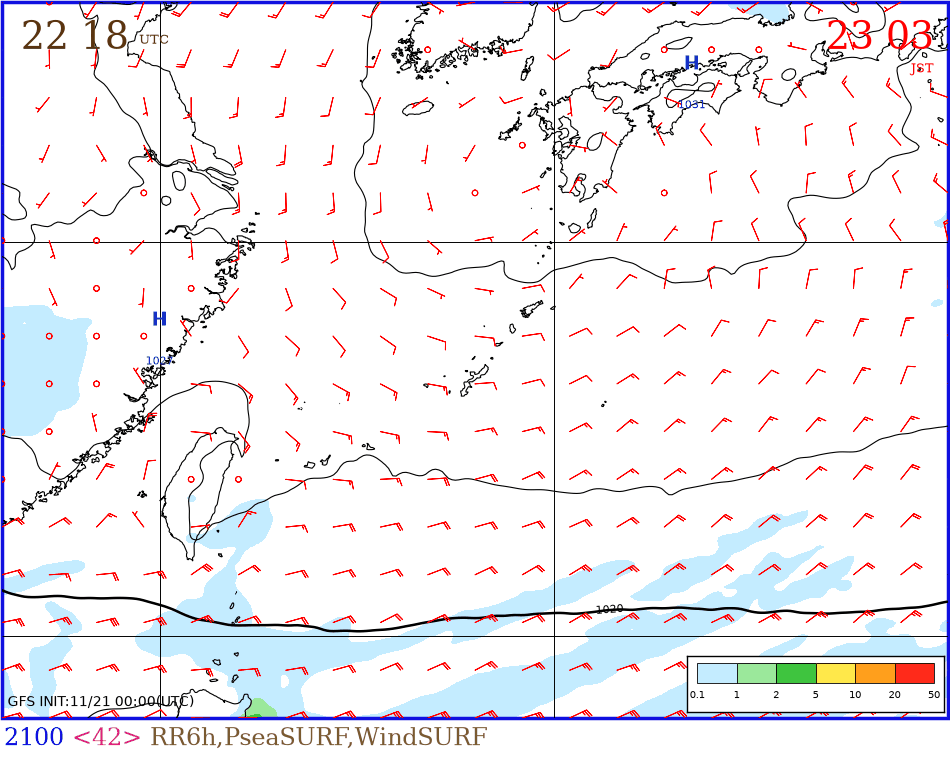 22 18 UTC 23 03
JST
H
1031
H
1020
GFS INIT:11/21 00:00(UTC)
0.1 1 2 5 10 20 50
2100 <42> RR6h,PseaSURF,WindSURF